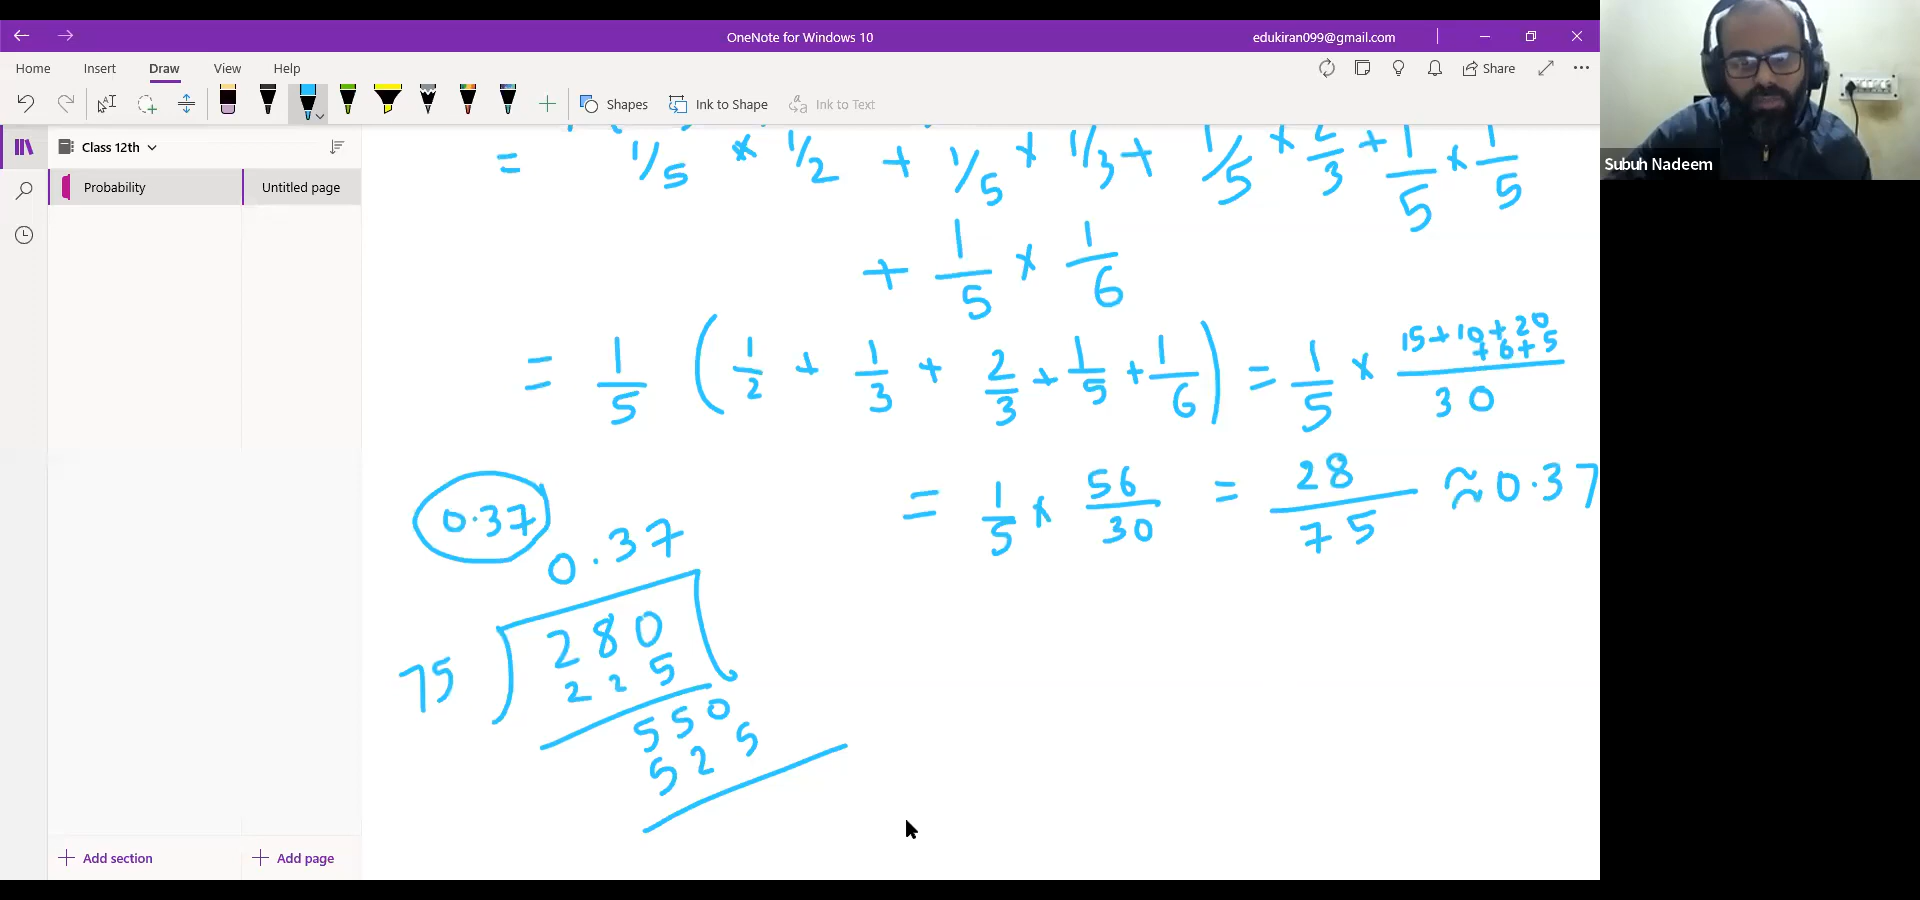 OneNote for Windows 10
edukiran099@gmail.com
Home Insert Draw View Help
Share
Shapes Ink to Shape Ink to Text
Class 12th
Probability
Untitled page
Subuh Nadeem
= 1/5 × 1/2 + 1/5 × 1/3 + 1/5 × 2/3 + 1/5 × 1/5
+ 1/5 × 1/6
= 1/5 (1/2 + 1/3 + 2/3 + 1/5 + 1/6) = 1/5 × 15+10+20+6+5/30
= 1/5 × 56/30 = 28/75 ≈ 0.37
0.37
0.37
75 280
225
550
525
Add section
Add page